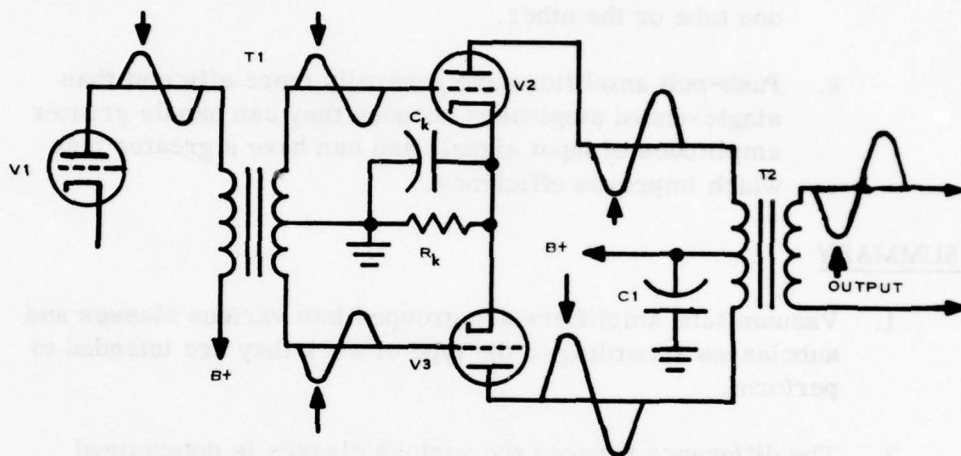 one tube or the other.
T1
Push-pull amplifiers are generally more efficient than
V2
single-ended amplifiers because they can handle greater
Ck
amplitude input signals and can have a greater
V1
which improves efficiency.
T2
Rk
B+
SUMMARY
C1
OUTPUT
1. Vacuum tube amplifiers are grouped into various classes and
subclasses according to the type of work they are intended to
B+
V3
perform.
2. The difference between the various classes is determined